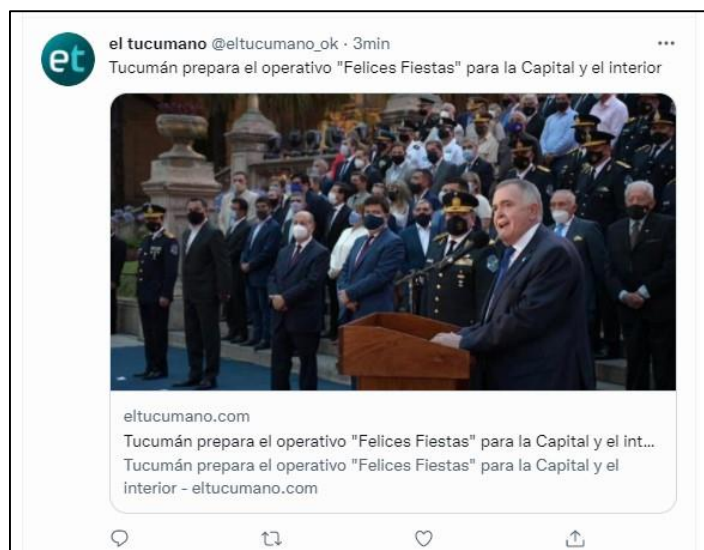 et
el tucumano @eltucumano_ok · 3min
Tucumán prepara el operativo "Felices Fiestas" para la Capital y el interior
eltucumano.com
Tucumán prepara el operativo "Felices Fiestas" para la Capital y el int...
Tucumán prepara el operativo "Felices Fiestas" para la Capital y el
interior - eltucumano.com